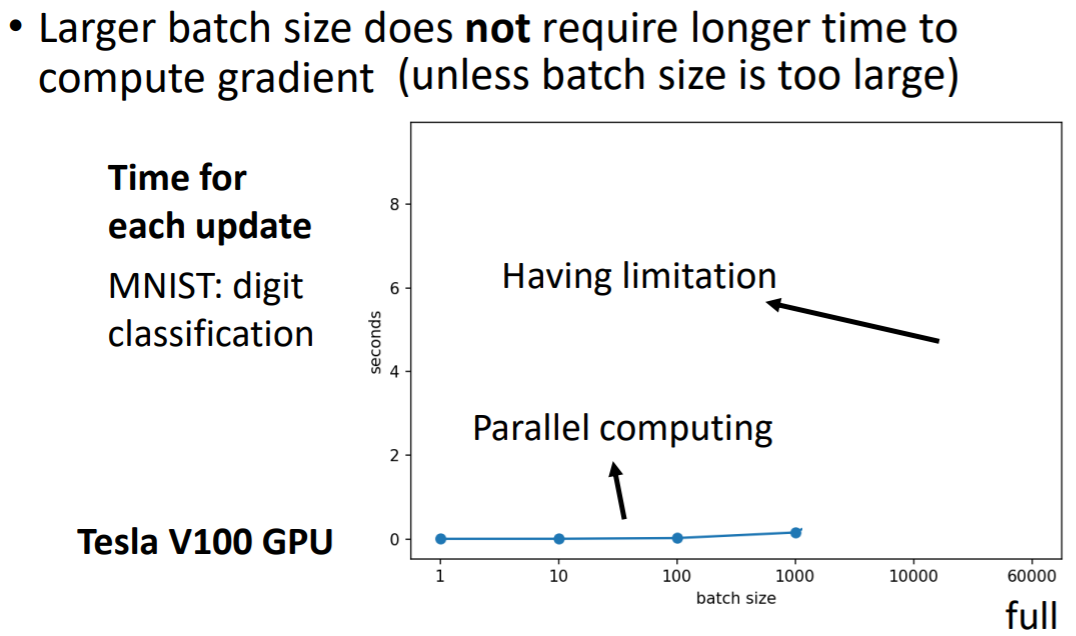 • Larger batch size does not require longer time to
compute gradient (unless batch size is too large)
Time for
each update
MNIST: digit
classification
Tesla V100 GPU
Having limitation
Parallel computing
seconds
8
6
4
2
0
1 10 100 1000 10000 60000
batch size
full